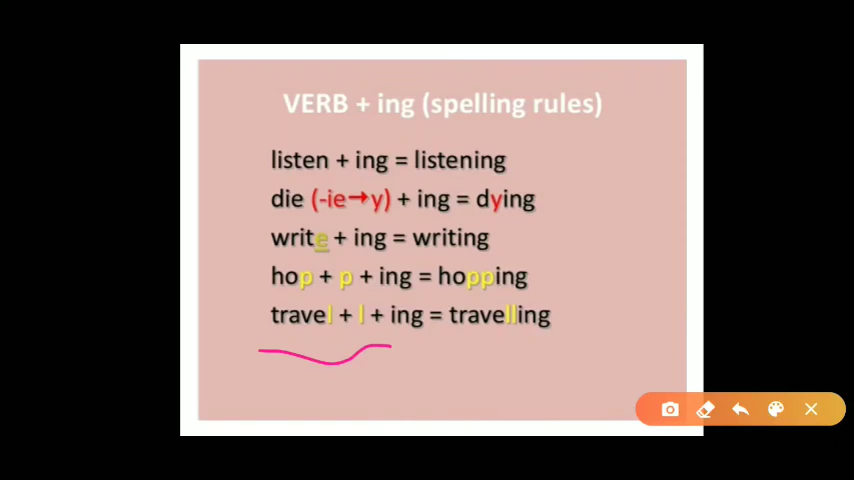 VERB + ing (spelling rules)
listen + ing = listening
die (-ie→y) + ing = dying
write + ing = writing
hop + p + ing = hopping
travel + l + ing = travelling